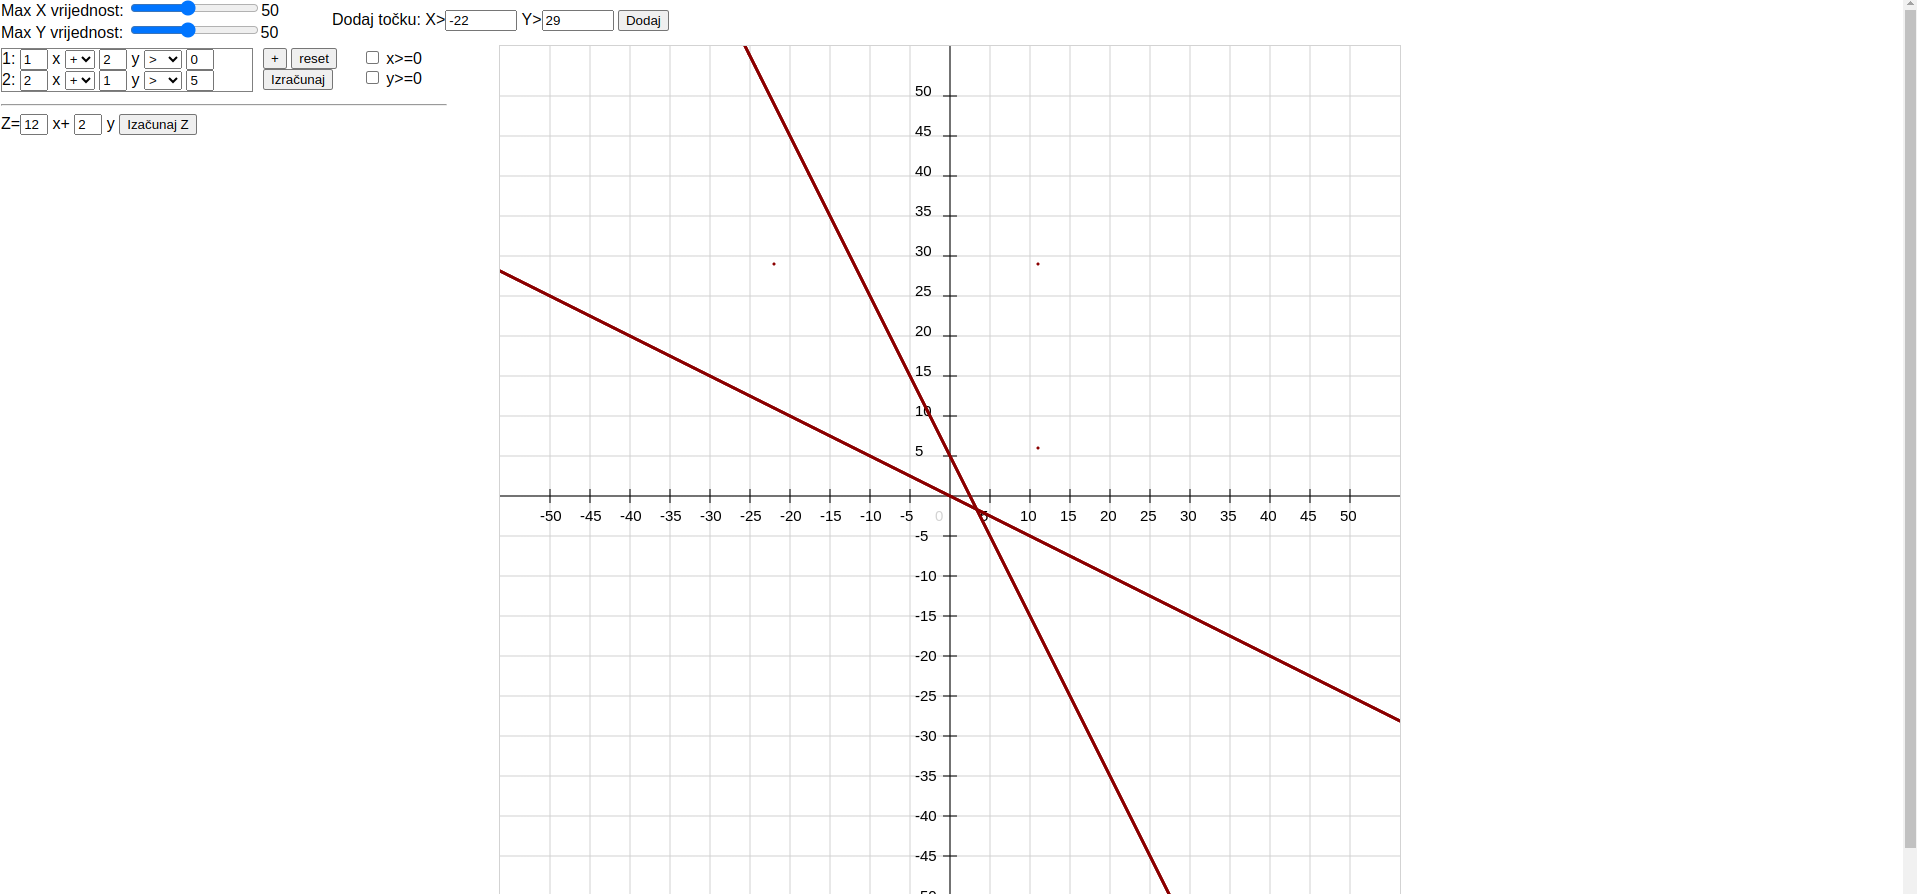 Max X vrijednost: 50
Max Y vrijednost: 50
Dodaj točku: X> -22 Y> 29 Dodaj
1: 1 x + 2 y > 0
2: 2 x + 1 y > 5
+ reset
Izračunaj
x>=0
y>=0
Z= 12 x+ 2 y Izačunaj Z
50
45
40
35
30
25
20
15
10
5
-50 -45 -40 -35 -30 -25 -20 -15 -10 -5 0 5 10 15 20 25 30 35 40 45 50
-5
-10
-15
-20
-25
-30
-35
-40
-45
-50